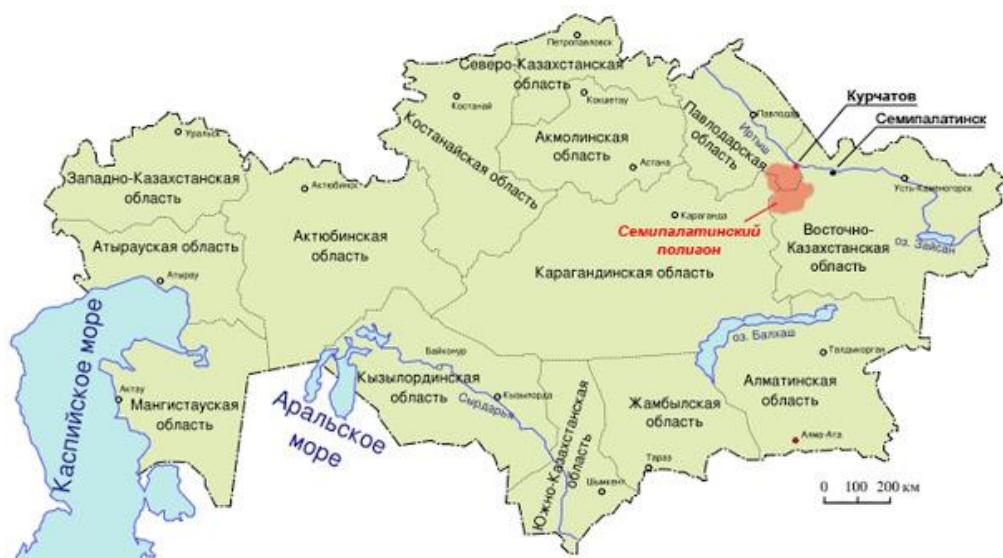 Петропавловск
Северо-Казахстанская
область
Костанай
Кокшетау
Костанайская область
Акмолинская
область
Астана
Павлодар
Иртыш
Павлодарская
область
Курчатов
Семипалатинск
Усть-Каменогорск
Уральск
Западно-Казахстанская
область
Актюбинск
Караганда
Семипалатинский
полигон
Восточно-
Казахстанская
область
оз. Зайсан
Атырауская область
Атырау
Актюбинская
область
Карагандинская область
Каспийское море
Актау
Мангистауская
область
Аральское
море
Байконур
Кызылординская
область
Кызылорда
Сырдарья
Южно-Казахстанская
область
Шымкент
Жамбылская
область
Тараз
оз. Балхаш
Талдыкорган
Алматинская
область
Алма-Ата
0 100 200 км